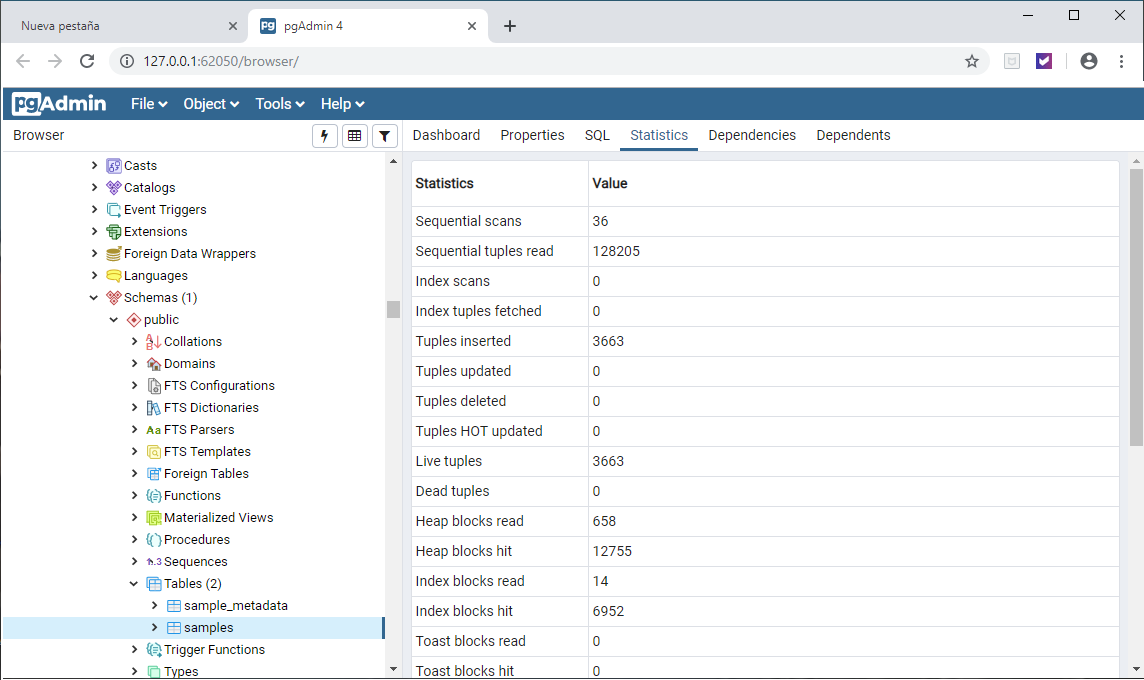 Nueva pestaña
pgAdmin 4
127.0.0.1:62050/browser/
pgAdmin File Object Tools Help
Browser
Dashboard Properties SQL Statistics Dependencies Dependents
Casts
Catalogs
Event Triggers
Extensions
Foreign Data Wrappers
Languages
Schemas (1)
public
Collations
Domains
FTS Configurations
FTS Dictionaries
FTS Parsers
FTS Templates
Foreign Tables
Functions
Materialized Views
Procedures
Sequences
Tables (2)
sample_metadata
samples
Trigger Functions
Types
Statistics Value
Sequential scans 36
Sequential tuples read 128205
Index scans 0
Index tuples fetched 0
Tuples inserted 3663
Tuples updated 0
Tuples deleted 0
Tuples HOT updated 0
Live tuples 3663
Dead tuples 0
Heap blocks read 658
Heap blocks hit 12755
Index blocks read 14
Index blocks hit 6952
Toast blocks read 0
Toast blocks hit 0